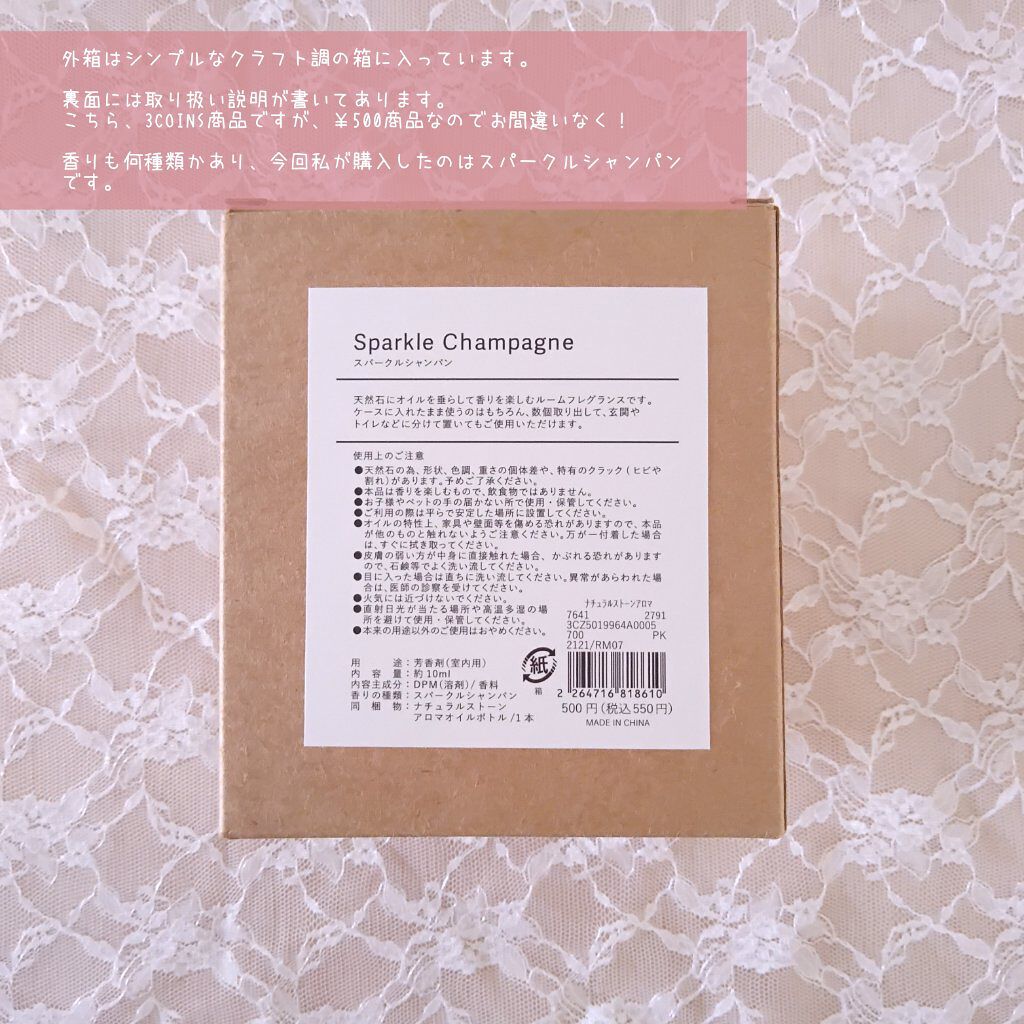 外箱はシンプルなクラフト調の箱に入っています。
裏面には取り扱い説明が書いてあります。
こちら、3COINS商品ですが、¥500商品なのでお間違いなく！
香りも何種類かあり、今回私が購入したのはスパークルシャンパン
です。
Sparkle Champagne
スパークルシャンパン
天然石にオイルを垂らして香りを楽しむルームフレグランスです。
ケースに入れたまま使うのはもちろん、数個取り出して、玄関や
トイレなどに分けて置いてもご使用いただけます。
使用上のご注意
●天然石の為、形状、色調、重さの個体差や、特有のクラック（ヒビや
割れ）があります。予めご了承ください。
●本品は香りを楽しむもので、飲食物ではありません。
●お子様やペットの手の届かない所で使用・保管してください。
●ご利用の際は平らで安定した場所に設置してください。
●オイルの特性上、家具や壁面等を傷める恐れがありますので、本品
が他のものと触れないようご注意ください。万が一付着した場合
は、すぐに拭き取ってください。
●皮膚の弱い方が中身に直接触れた場合、かぶれる恐れがあります
ので、石鹸等でよく洗い流してください。
●目に入った場合は直ちに洗い流してください。異常があらわれた場
合は、医師の診察を受けてください。
●火気には近づけないでください。
●直射日光が当たる場所や高温多湿の場
所を避けて使用・保管してください。
●本来の用途以外のご使用はおやめください。
ﾅﾁｭﾗﾙｽﾄｰﾝｱﾛﾏ
7641 2791
3CZ5019964A0005
700 PK
2121/RM07
用途：芳香剤（室内用）
内容量：約10ml
内容主成分：DPM（溶剤）/香料
香りの種類：スパークルシャンパン
同梱物：ナチュラルストーン
アロマオイルボトル/1本
紙
箱
2 264716 818610
500円（税込550円）
MADE IN CHINA